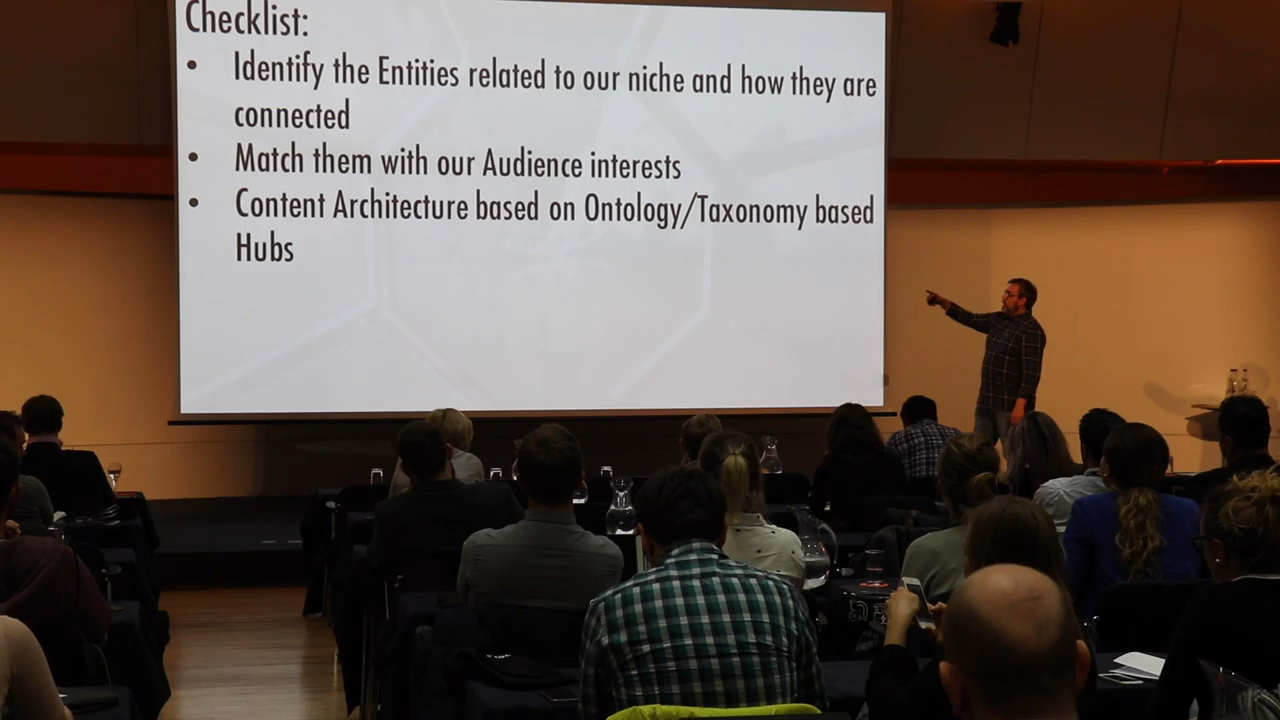 Checklist:
• Identify the Entities related to our niche and how they are
connected
• Match them with our Audience interests
• Content Architecture based on Ontology/Taxonomy based
Hubs